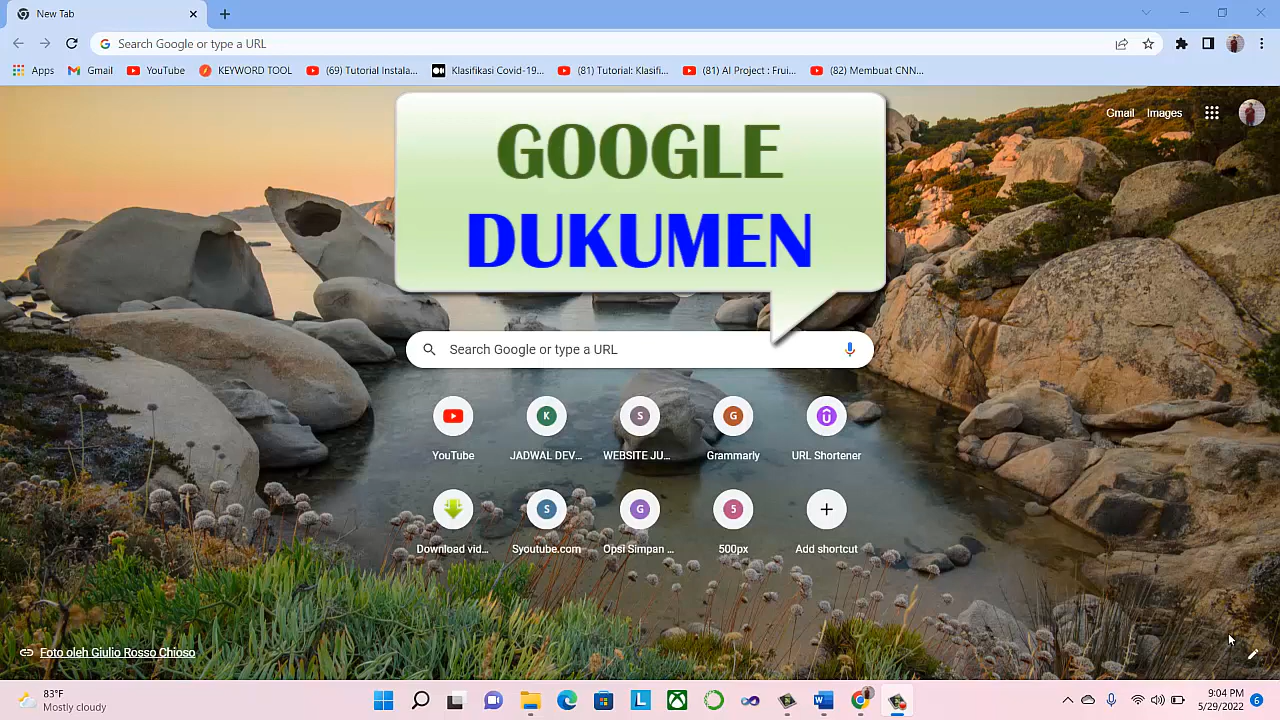 New Tab
Search Google or type a URL
Apps
Gmail
YouTube
KEYWORD TOOL
(69) Tutorial Instala...
Klasifikasi Covid-19...
(81) Tutorial: Klasifi...
(81) AI Project : Frui...
(82) Membuat CNN...
Gmail
Images
GOOGLE
DUKUMEN
Search Google or type a URL
YouTube
K
JADWAL DEV...
S
WEBSITE JU...
G
Grammarly
URL Shortener
Download vid...
S
Syoutube.com
G
Opsi Simpan ...
5
500px
Add shortcut
Foto oleh Giulio Rosso Chioso
83°F
Mostly cloudy
L
9:04 PM
5/29/2022
6